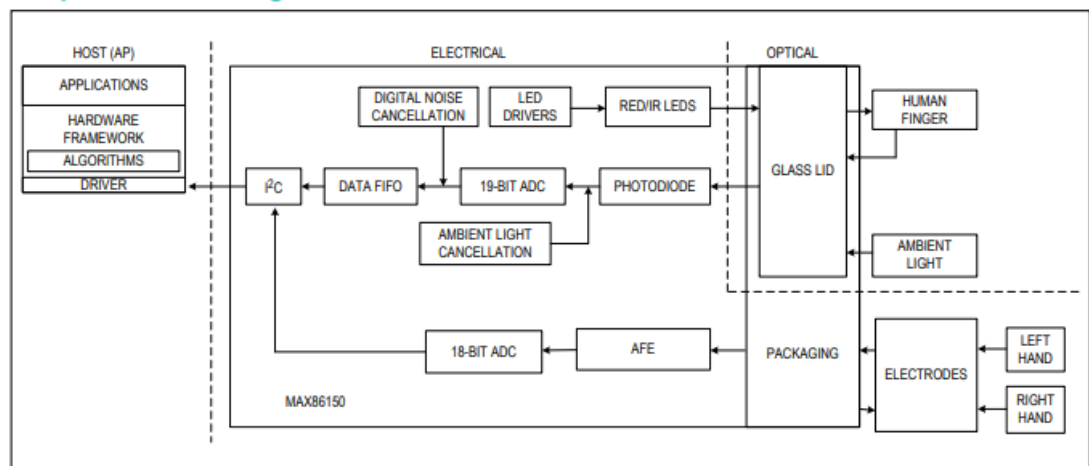 HOST (AP)
APPLICATIONS
HARDWARE
FRAMEWORK
ALGORITHMS
DRIVER
ELECTRICAL
DIGITAL NOISE
CANCELLATION
LED
DRIVERS
RED/IR LEDS
I²C
DATA FIFO
19-BIT ADC
PHOTODIODE
AMBIENT LIGHT
CANCELLATION
18-BIT ADC
AFE
MAX86150
OPTICAL
GLASS LID
HUMAN
FINGER
AMBIENT
LIGHT
PACKAGING
ELECTRODES
LEFT
HAND
RIGHT
HAND